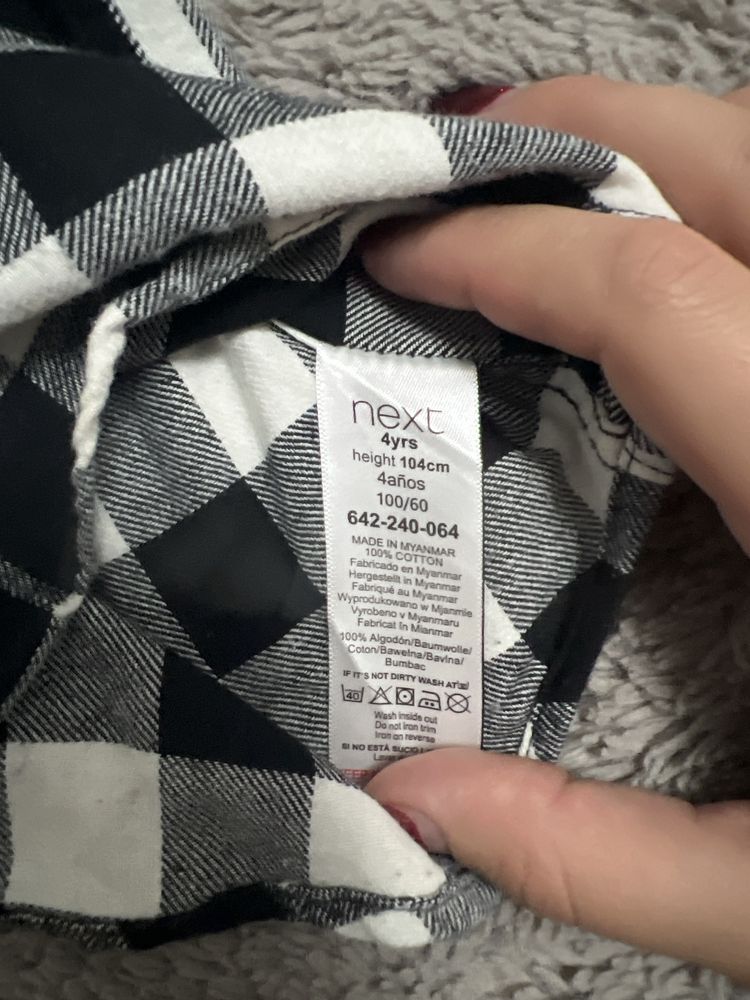 next
4yrs
height 104cm
4años
100/60
642-240-064
MADE IN MYANMAR
100% COTTON
Fabricado en Myanmar
Hergestellt in Myanmar
Fabriqué au Myanmar
Wyprodukowano w Mjanmie
Vyrobeno v Myanmaru
Fabricat în Mianmar
100% Algodón/Baumwolle/
Coton/Bawełna/Bavlna/
Bumbac
IF IT'S NOT DIRTY WASH AT
40
Wash inside out
Do not iron trim
Iron on reverse
SI NO ESTÁ